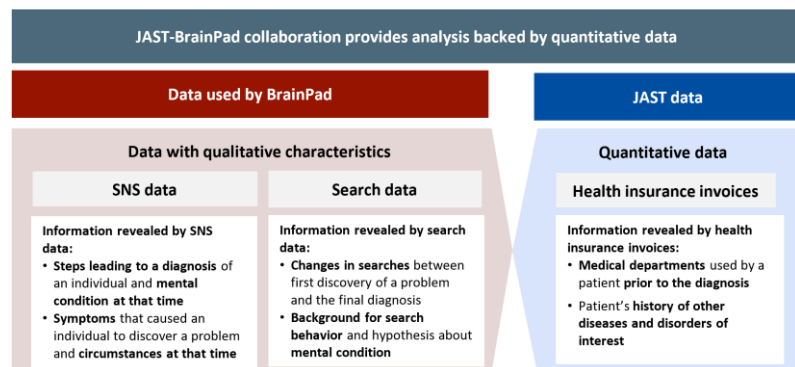 JAST-BrainPad collaboration provides analysis backed by quantitative data
Data used by BrainPad
JAST data
Data with qualitative characteristics
Quantitative data
SNS data
Search data
Health insurance invoices
Information revealed by SNS
data:
• Steps leading to a diagnosis of
an individual and mental
condition at that time
• Symptoms that caused an
individual to discover a problem
and circumstances at that time
Information revealed by search
data:
• Changes in searches between
first discovery of a problem
and the final diagnosis
• Background for search
behavior and hypothesis about
mental condition
Information revealed by health
insurance invoices:
• Medical departments used by a
patient prior to the diagnosis
• Patient's history of other
diseases and disorders of
interest